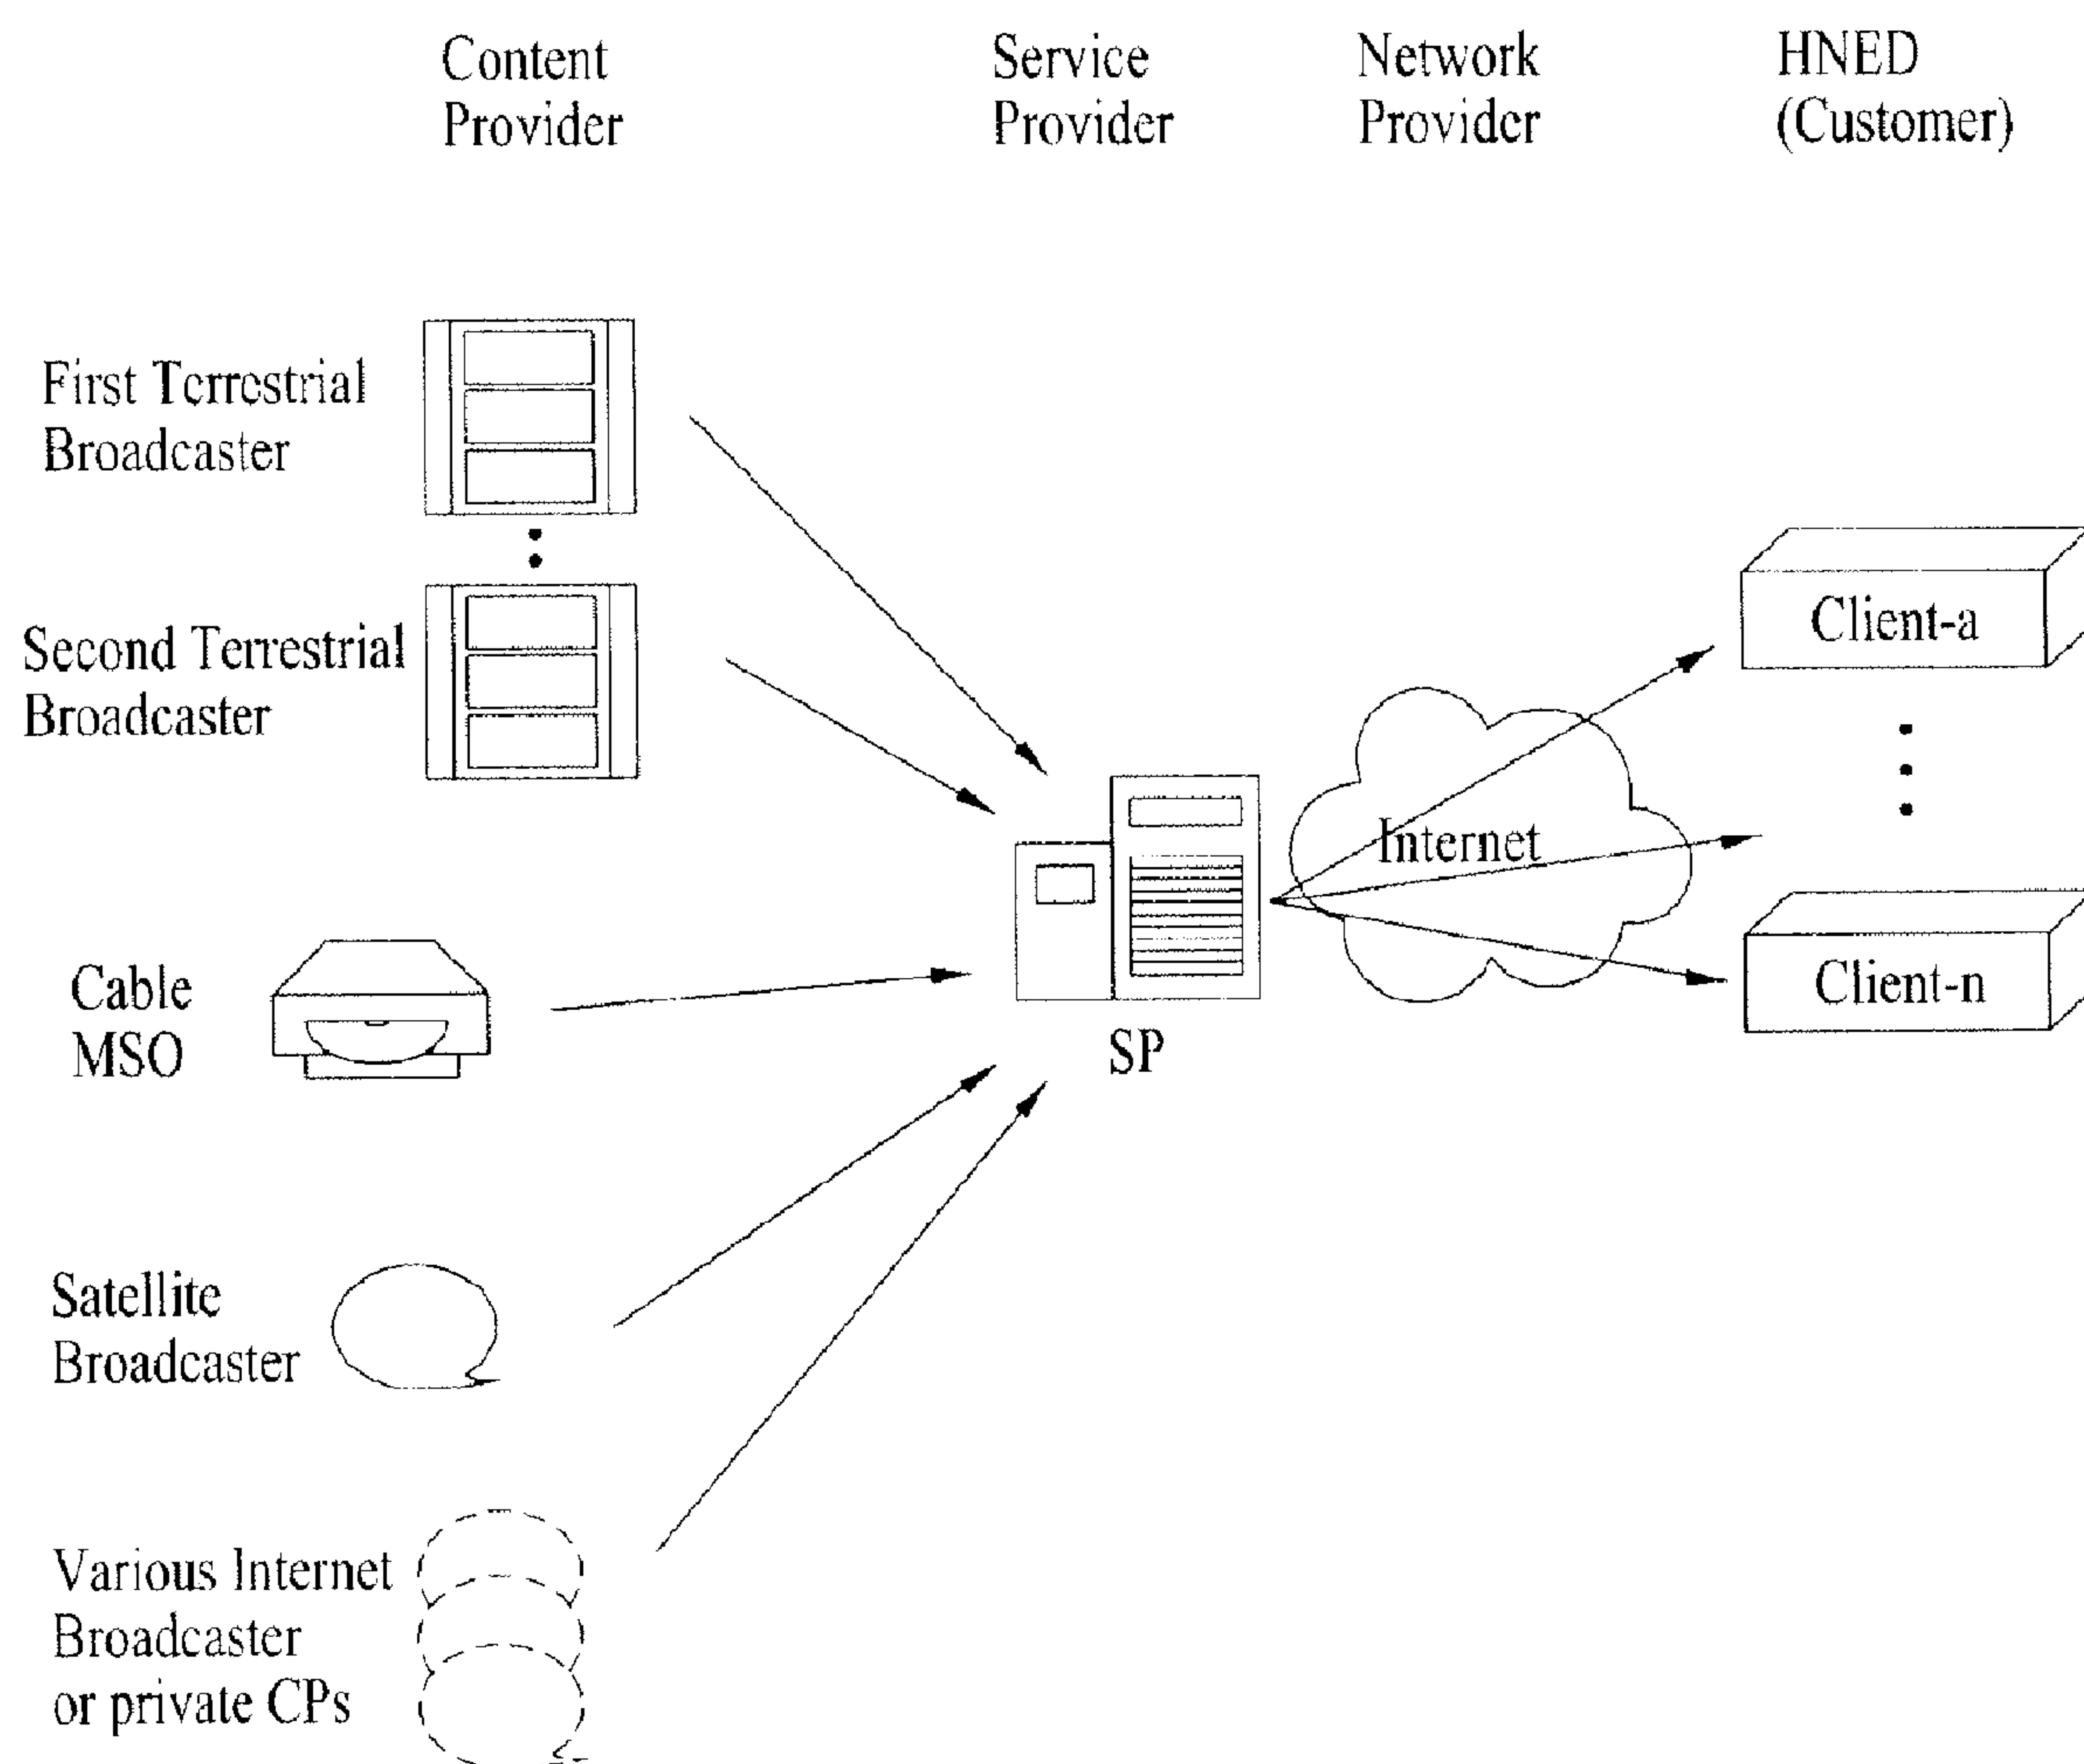 Content
Provider
Service
Provider
Network
Provider
HNED
(Customer)
First Terrestrial
Broadcaster
Second Terrestrial
Broadcaster
Client-a
Internet
Cable
MSO
SP
Client-n
Satellite
Broadcaster
Various Internet
Broadcaster
or private CPs